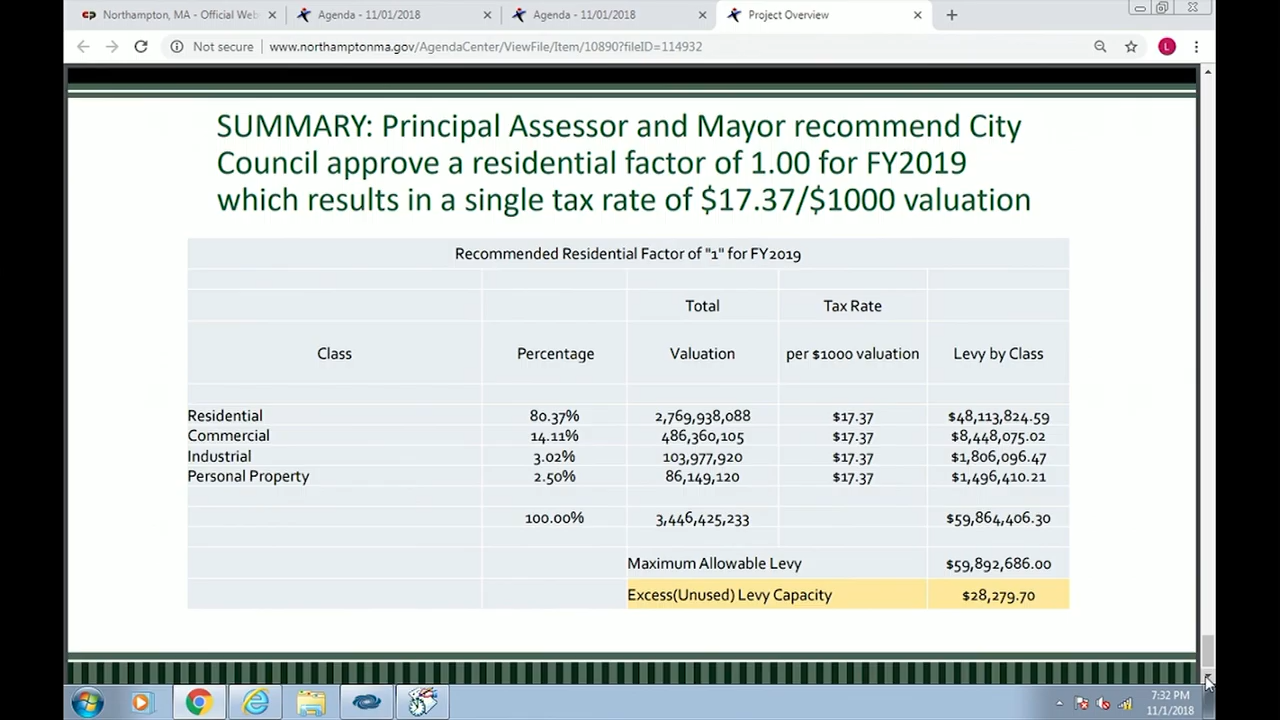 Northampton, MA - Official Web
Agenda - 11/01/2018
Agenda - 11/01/2018
Project Overview
Not secure
www.northamptonma.gov/AgendaCenter/ViewFile/Item/10890?fileID=114932
L
SUMMARY: Principal Assessor and Mayor recommend City
Council approve a residential factor of 1.00 for FY2019
which results in a single tax rate of $17.37/$1000 valuation
Recommended Residential Factor of "1" for FY2019
Total Tax Rate
Class Percentage Valuation per $1000 valuation Levy by Class
Residential 80.37% 2,769,938,088 $17.37 $48,113,824.59
Commercial 14.11% 486,360,105 $17.37 $8,448,075.02
Industrial 3.02% 103,977,920 $17.37 $1,806,096.47
Personal Property 2.50% 86,149,120 $17.37 $1,496,410.21
100.00% 3,446,425,233 $59,864,406.30
Maximum Allowable Levy $59,892,686.00
Excess(Unused) Levy Capacity $28,279.70
7:32 PM
11/1/2018